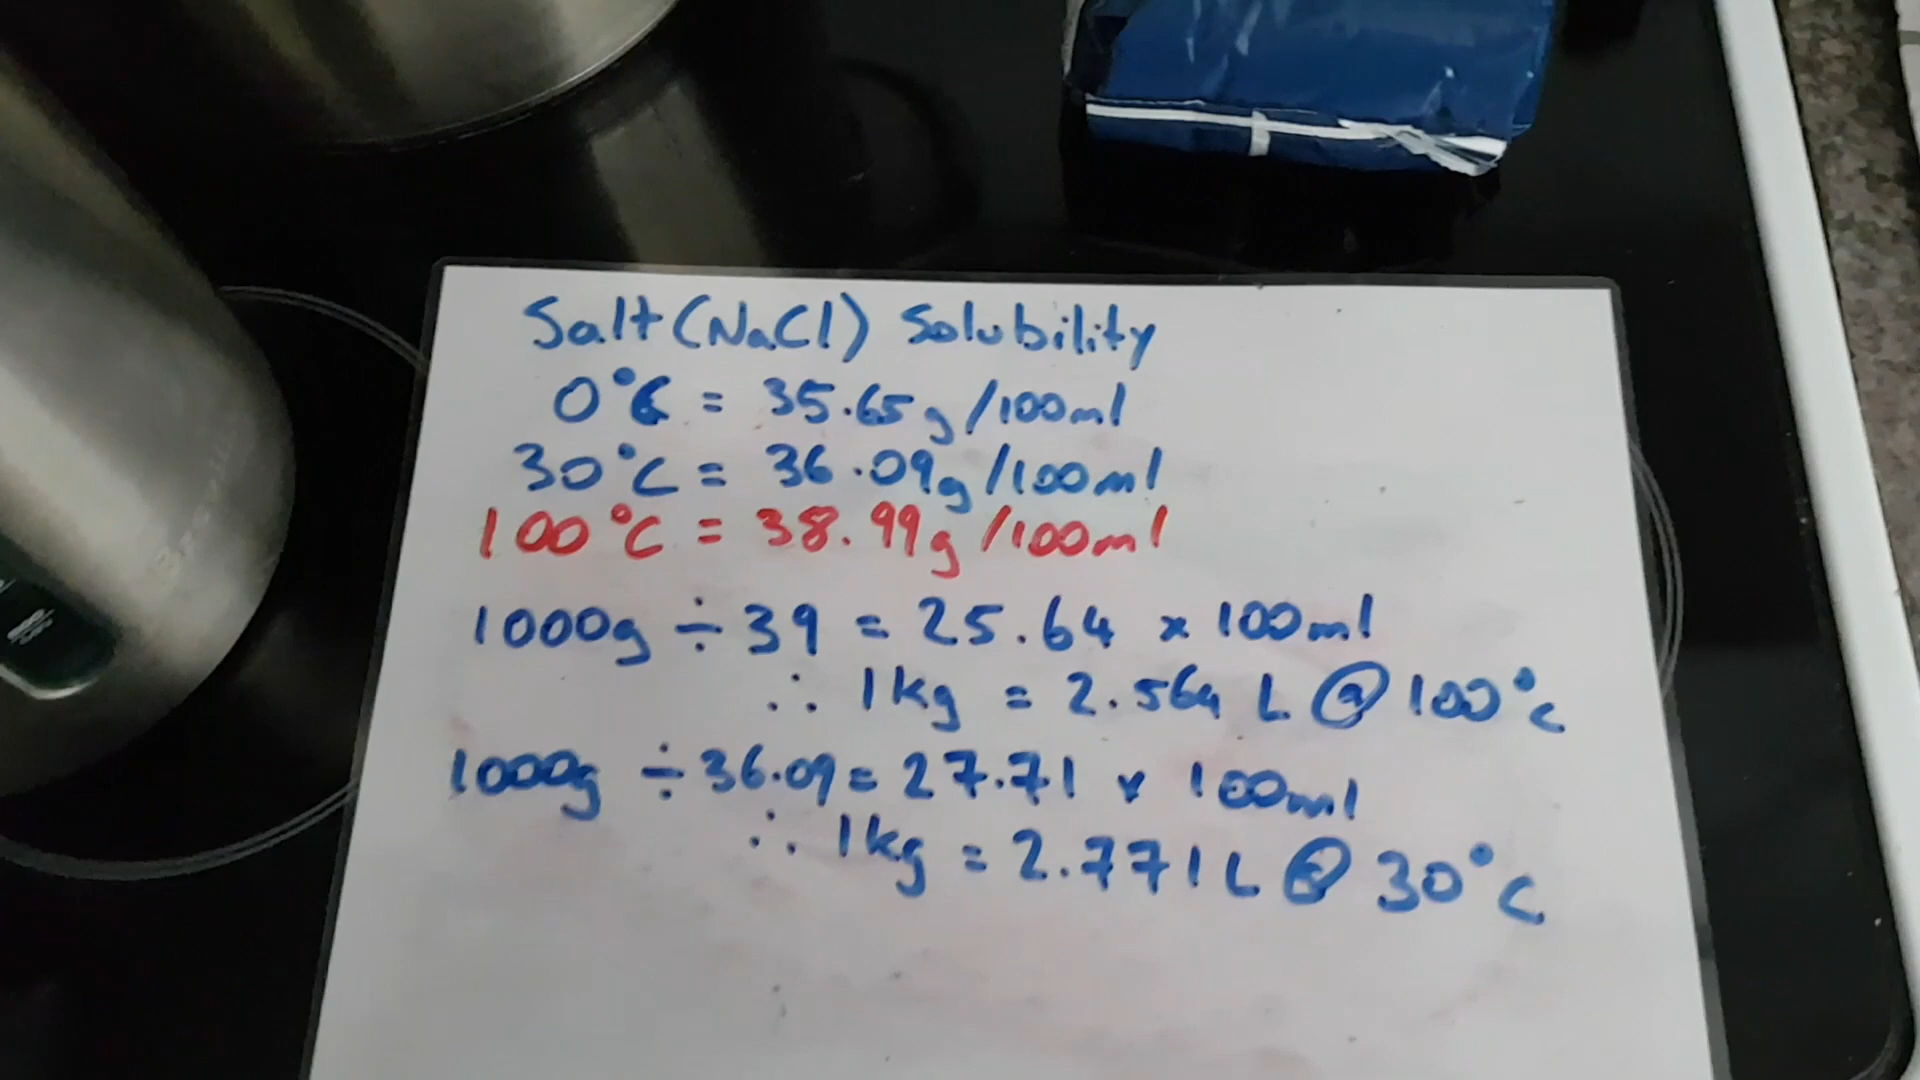 Salt (NaCl) Solubility
0°C = 35.65g/100ml
30°C = 36.09g/100ml
100°C = 38.99g/100ml
1000g ÷ 39 = 25.64 x 100ml
∴ 1kg = 2.564 L @ 100°C
1000g ÷ 36.09 = 27.71 x 100ml
∴ 1kg = 2.771 L @ 30°C